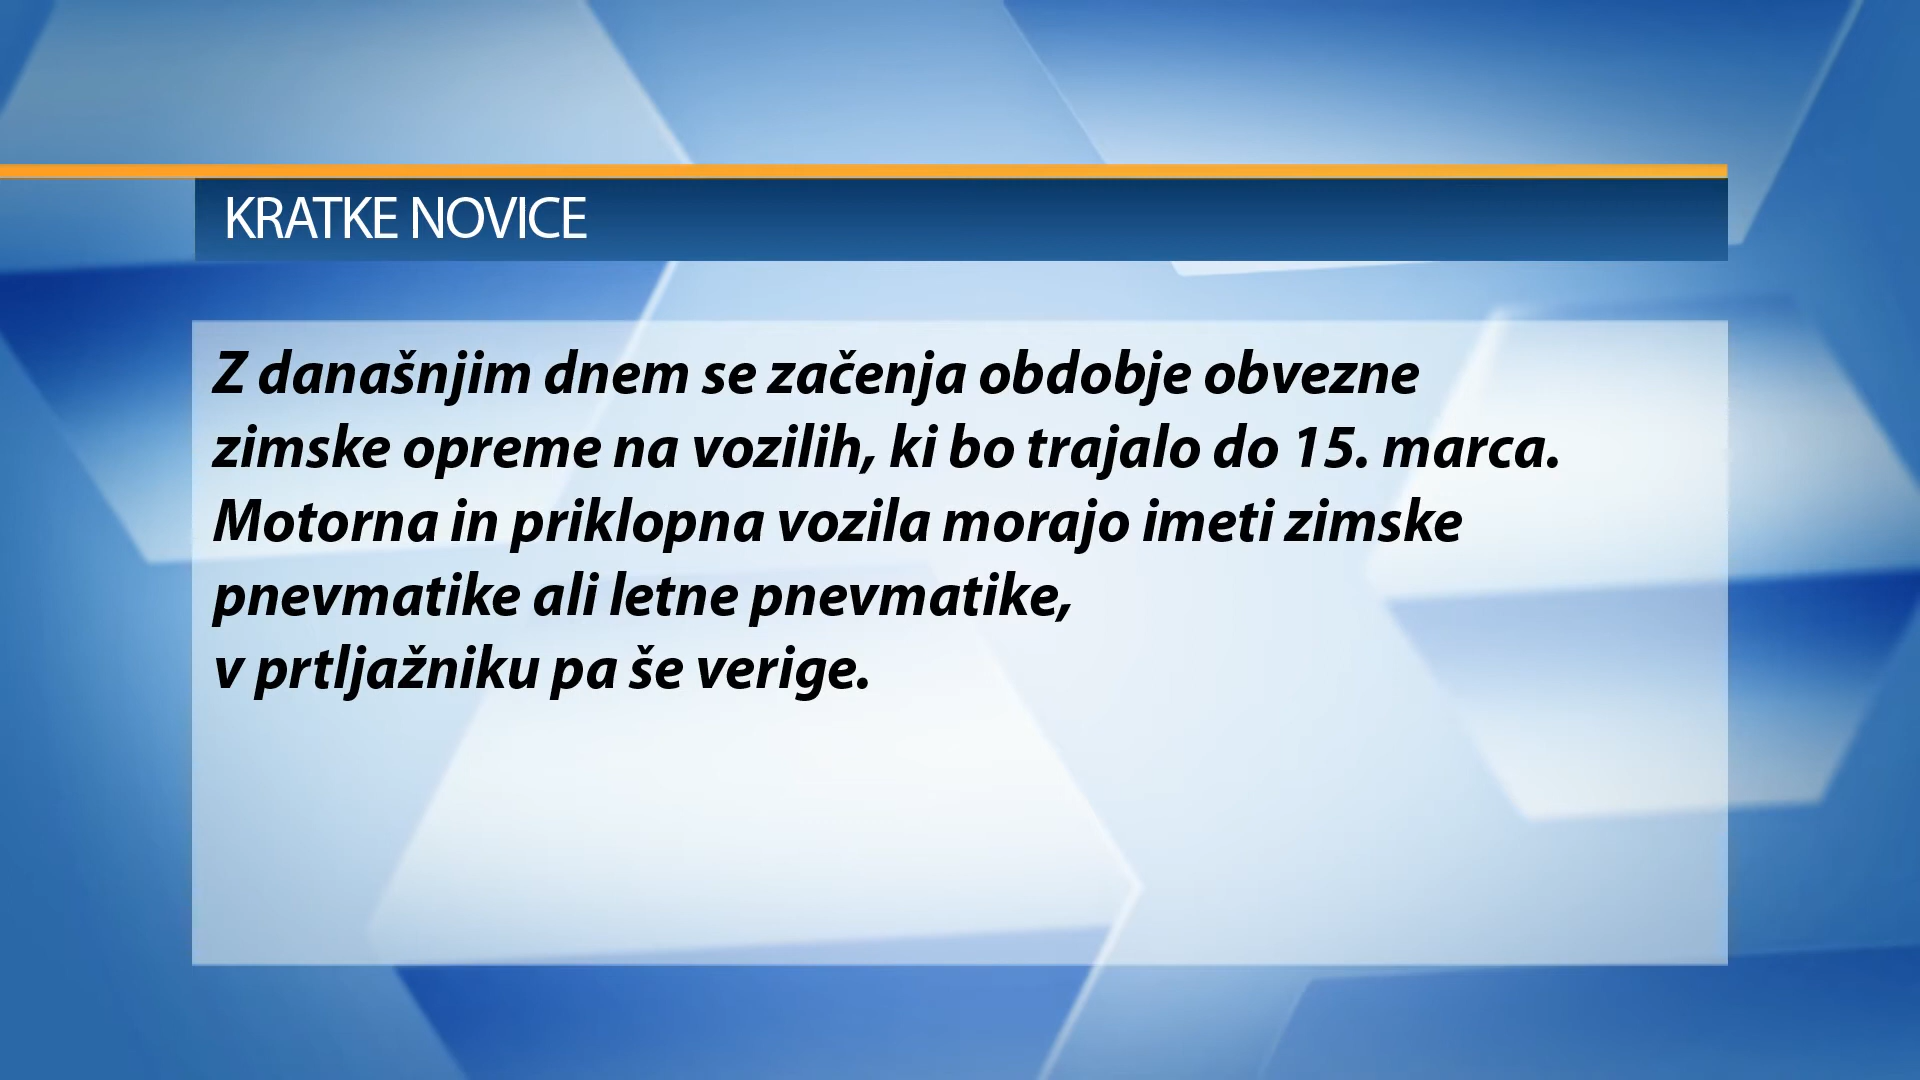 KRATKE NOVICE
Z današnjim dnem se začenja obdobje obvezne
zimske opreme na vozilih, ki bo trajalo do 15. marca.
Motorna in priklopna vozila morajo imeti zimske
pnevmatike ali letne pnevmatike,
v prtljažniku pa še verige.